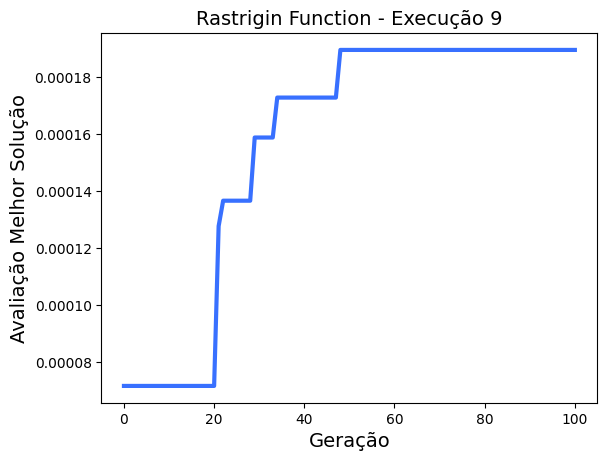 Rastrigin Function - Execução 9
Avaliação Melhor Solução
0.00018
0.00016
0.00014
0.00012
0.00010
0.00008
0 20 40 60 80 100
Geração